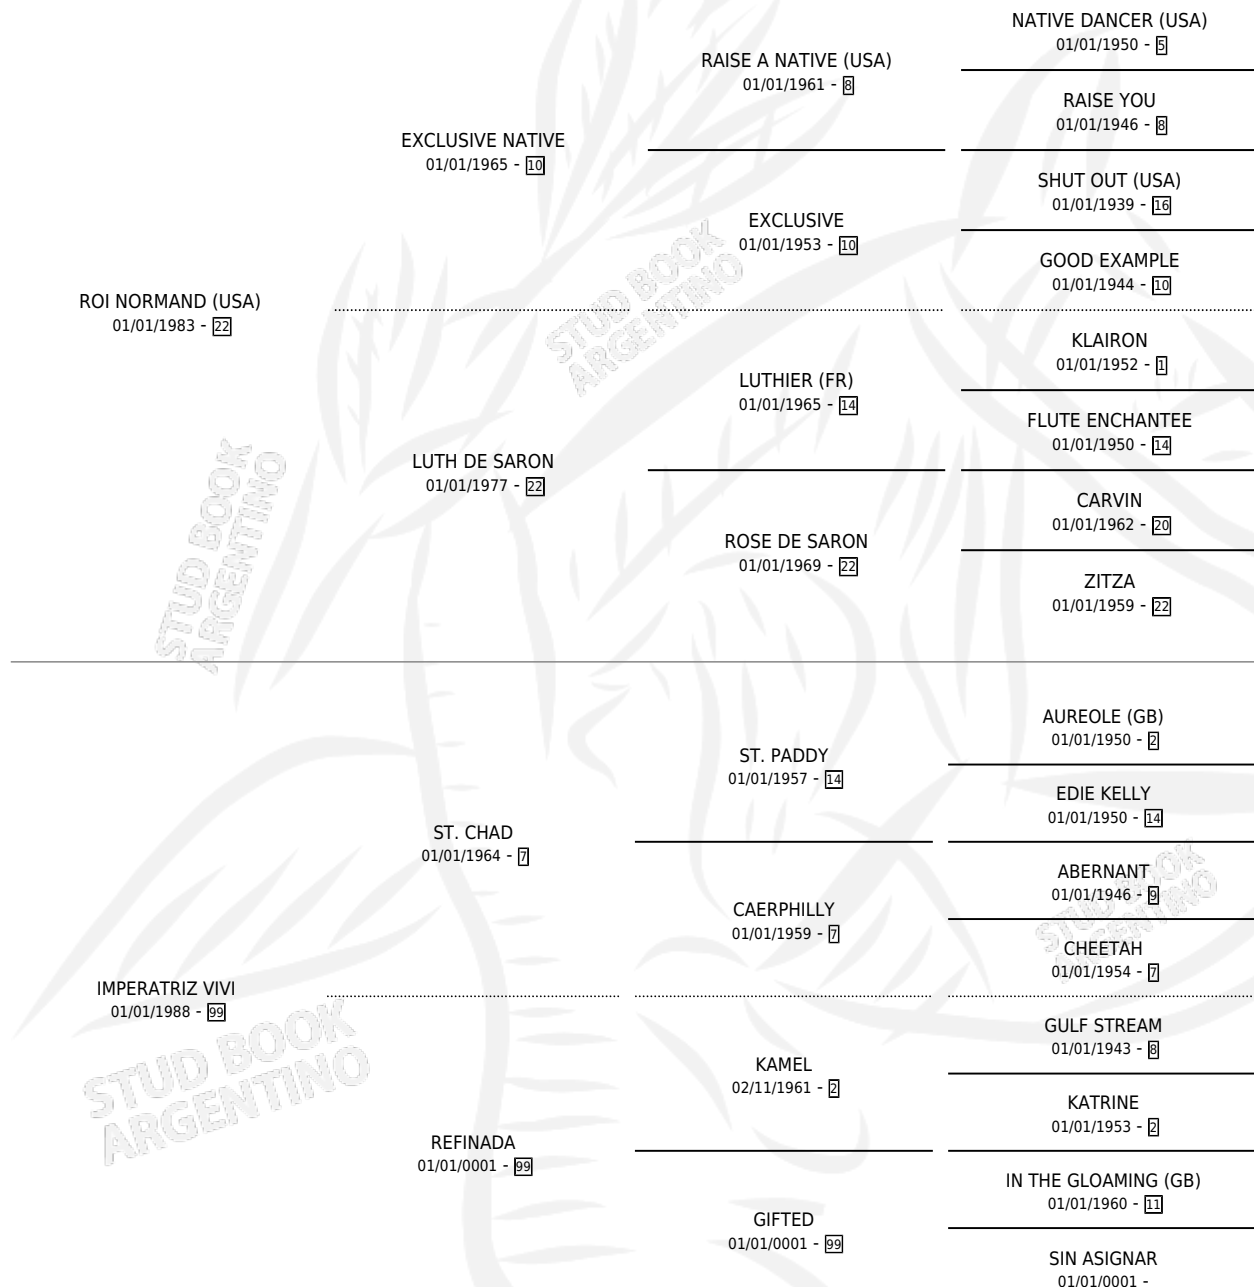 NATIVE DANCER (USA)
01/01/1950 - 5
RAISE A NATIVE (USA)
01/01/1961 - 8
RAISE YOU
01/01/1946 - 8
EXCLUSIVE NATIVE
01/01/1965 - 10
SHUT OUT (USA)
01/01/1939 - 16
EXCLUSIVE
01/01/1953 - 10
GOOD EXAMPLE
01/01/1944 - 10
ROI NORMAND (USA)
01/01/1983 - 22
KLAIRON
01/01/1952 - 1
LUTHIER (FR)
01/01/1965 - 14
FLUTE ENCHANTEE
01/01/1950 - 14
LUTH DE SARON
01/01/1977 - 22
CARVIN
01/01/1962 - 20
ROSE DE SARON
01/01/1969 - 22
ZITZA
01/01/1959 - 22
STUD BOOK
ARGENTINO
STUD BOOK
ARGENTINO
AUREOLE (GB)
01/01/1950 - 2
ST. PADDY
01/01/1957 - 14
EDIE KELLY
01/01/1950 - 14
ST. CHAD
01/01/1964 - 7
ABERNANT
01/01/1946 - 9
CAERPHILLY
01/01/1959 - 7
CHEETAH
01/01/1954 - 7
STUD BOOK
ARGENTINO
IMPERATRIZ VIVI
01/01/1988 - 99
GULF STREAM
01/01/1943 - 8
KAMEL
02/11/1961 - 2
KATRINE
01/01/1953 - 2
REFINADA
01/01/0001 - 99
IN THE GLOAMING (GB)
01/01/1960 - 11
GIFTED
01/01/0001 - 99
SIN ASIGNAR
01/01/0001 -
STUD BOOK
ARGENTINO